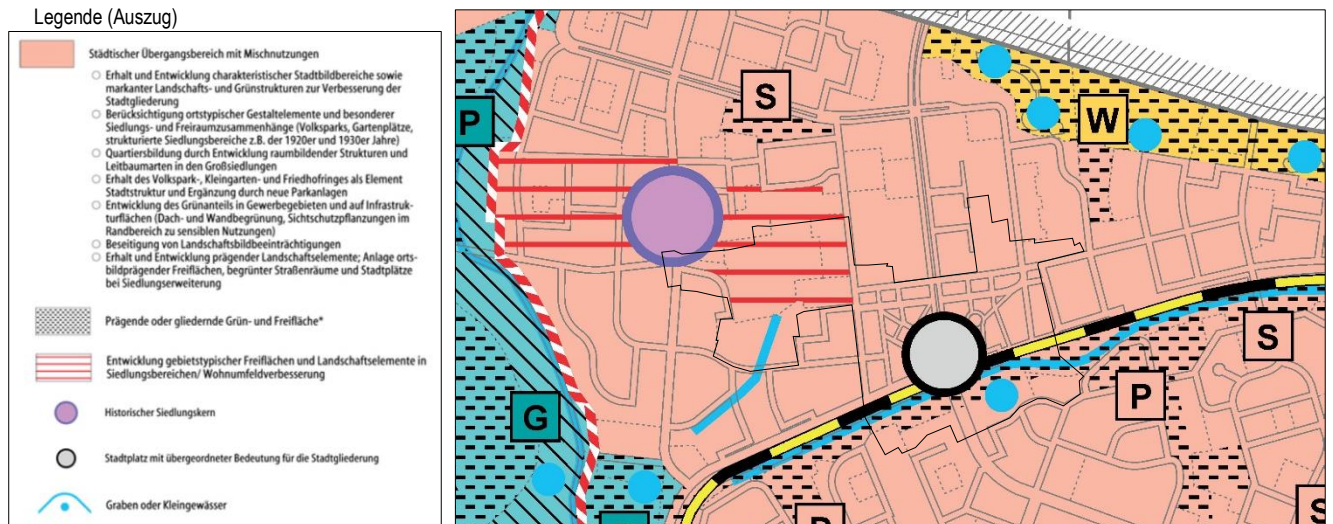 Legende (Auszug)
Städtischer Übergangsbereich mit Mischnutzungen
○ Erhalt und Entwicklung charakteristischer Stadtbildbereiche sowie
markanter Landschafts- und Grünstrukturen zur Verbesserung der
Stadtgliederung
○ Berücksichtigung ortstypischer Gestaltelemente und besonderer
Siedlungs- und Freiraumzusammenhänge (Volksparks, Gartenplätze,
strukturierte Siedlungsbereiche z.B. der 1920er und 1930er Jahre)
○ Quartiersbildung durch Entwicklung raumbildender Strukturen und
Leitbaumarten in den Großsiedlungen
○ Erhalt des Volkspark-, Kleingarten- und Friedhofringes als Element
Stadtstruktur und Ergänzung durch neue Parkanlagen
○ Entwicklung des Grünanteils in Gewerbegebieten und auf Infrastruk-
turflächen (Dach- und Wandbegrünung, Sichtschutzpflanzungen im
Randbereich zu sensiblen Nutzungen)
○ Beseitigung von Landschaftsbildbeeinträchtigungen
○ Erhalt und Entwicklung prägender Landschaftselemente; Anlage orts-
bildprägender Freiflächen, begrünter Straßenräume und Stadtplätze
bei Siedlungserweiterung
Prägende oder gliedernde Grün- und Freifläche*
Entwicklung gebietstypischer Freiflächen und Landschaftselemente in
Siedlungsbereichen/ Wohnumfeldverbesserung
Historischer Siedlungskern
Stadtplatz mit übergeordneter Bedeutung für die Stadtgliederung
Graben oder Kleingewässer
S
P
W
S
P
G